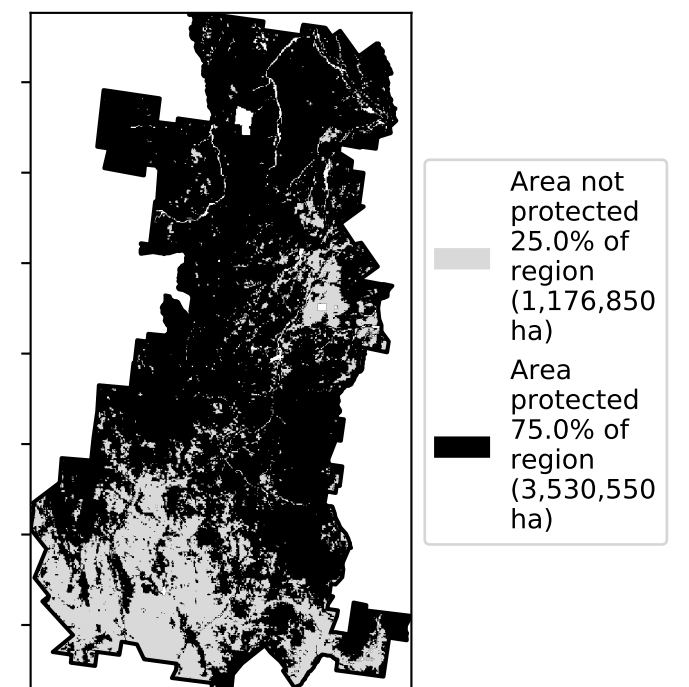 Area not
protected
25.0% of
region
(1,176,850
ha)
Area
protected
75.0% of
region
(3,530,550
ha)